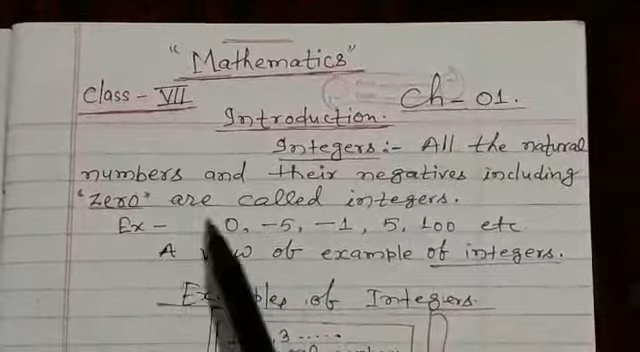 "Mathematics"
Class - VII
Ch - 01.
Introduction.
Integers :- All the natural
numbers and their negatives including
"zero" are called integers.
Ex - 0, -5, -1, 5, 100 etc
A of example of integers.
of Integers.
3 .....